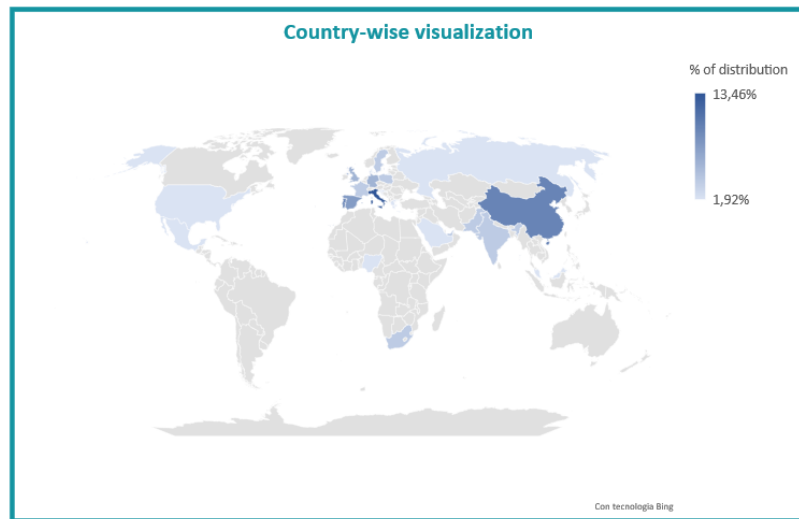 Country-wise visualization
% of distribution
13,46%
1,92%
Con tecnologia Bing